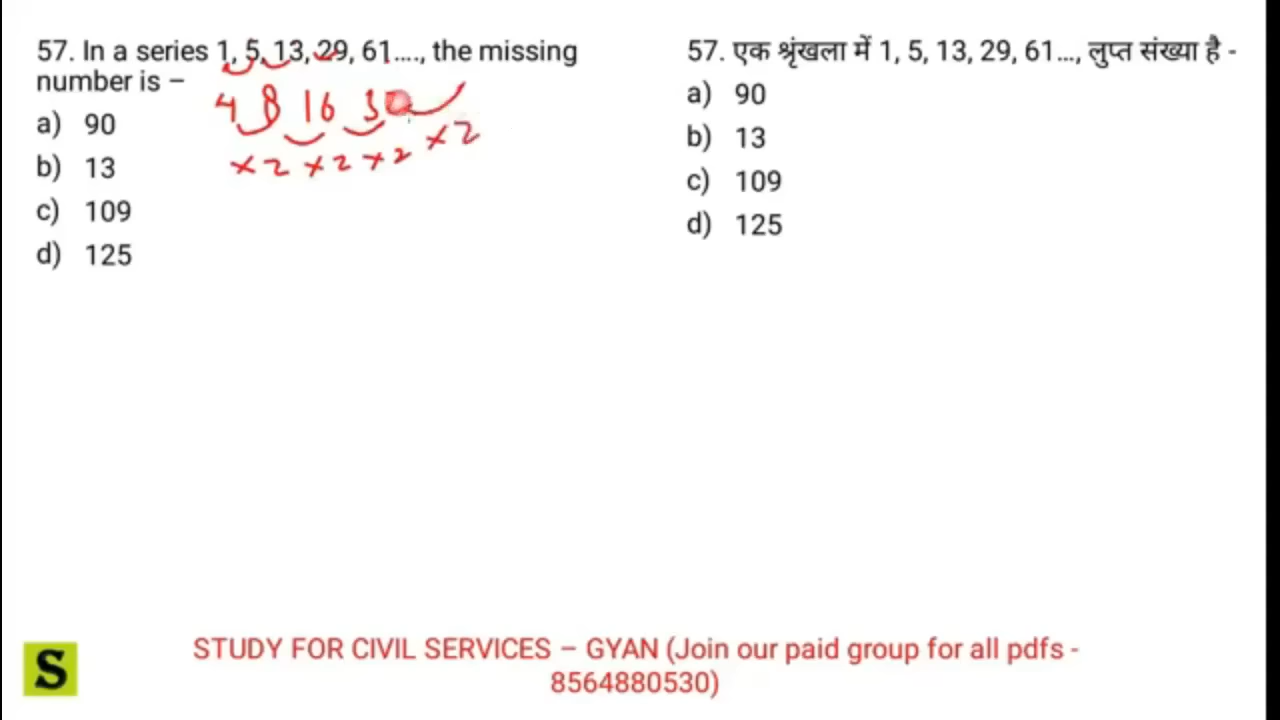 57. In a series 1, 5, 13, 29, 61...., the missing
number is –
a) 90
b) 13
c) 109
d) 125
4 8 16
×2 ×2 ×2 ×2
57. एक श्रृंखला में 1, 5, 13, 29, 61..., लुप्त संख्या है -
a) 90
b) 13
c) 109
d) 125
S
STUDY FOR CIVIL SERVICES – GYAN (Join our paid group for all pdfs -
8564880530)